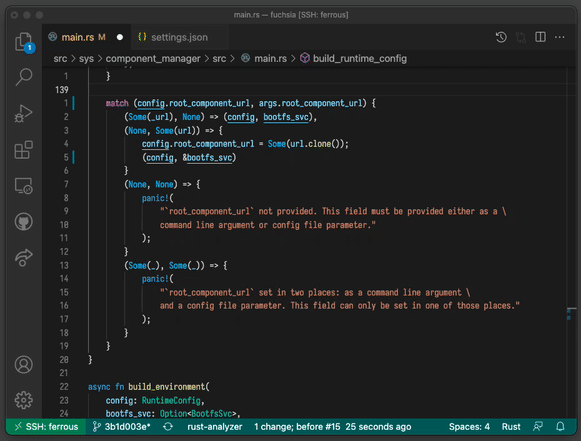 main.rs — fuchsia [SSH: ferrous]
main.rs M
{} settings.json
src > sys > component_manager > src > main.rs > build_runtime_config
1 }
139
1 match (config.root_component_url, args.root_component_url) {
2 (Some(_url), None) => (config, bootfs_svc),
3 (None, Some(url)) => {
4 config.root_component_url = Some(url.clone());
5 (config, &bootfs_svc)
6 }
7 (None, None) => {
8 panic!(
9 "`root_component_url` not provided. This field must be provided either as a \
10 command line argument or config file parameter."
11 );
12 }
13 (Some(_), Some(_)) => {
14 panic!(
15 "`root_component_url` set in two places: as a command line argument \
16 and a config file parameter. This field can only be set in one of those places."
17 );
18 }
19 }
20 }
21
22 async fn build_environment(
23 config: RuntimeConfig,
24 bootfs_svc: Option<BootfsSvc>,
1
SSH: ferrous 3b1d003e* rust-analyzer 1 change; before #15 25 seconds ago Spaces: 4 Rust